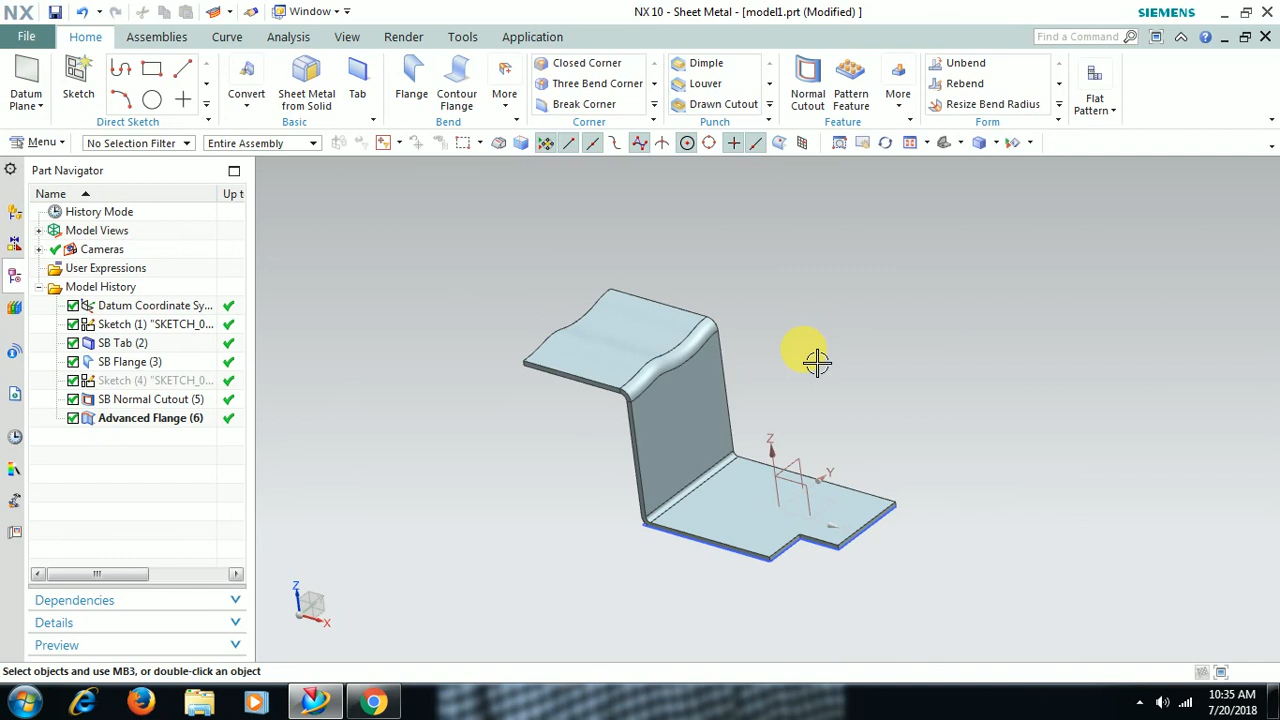 NX
Window
NX 10 - Sheet Metal - [model1.prt (Modified) ]
SIEMENS
File
Home
Assemblies
Curve
Analysis
View
Render
Tools
Application
Find a Command
Datum Plane
Sketch
Direct Sketch
Convert
Sheet Metal from Solid
Tab
Basic
Flange
Contour Flange
More
Bend
Closed Corner
Three Bend Corner
Break Corner
Corner
Dimple
Louver
Drawn Cutout
Punch
Normal Cutout
Pattern Feature
More
Feature
Unbend
Rebend
Resize Bend Radius
Form
Flat Pattern
Menu
No Selection Filter
Entire Assembly
Part Navigator
Name
Up t
History Mode
Model Views
Cameras
User Expressions
Model History
Datum Coordinate Sy...
Sketch (1) "SKETCH_0...
SB Tab (2)
SB Flange (3)
Sketch (4) "SKETCH_0...
SB Normal Cutout (5)
Advanced Flange (6)
Z
Y
Z
X
Dependencies
Details
Preview
Select objects and use MB3, or double-click an object
10:35 AM
7/20/2018